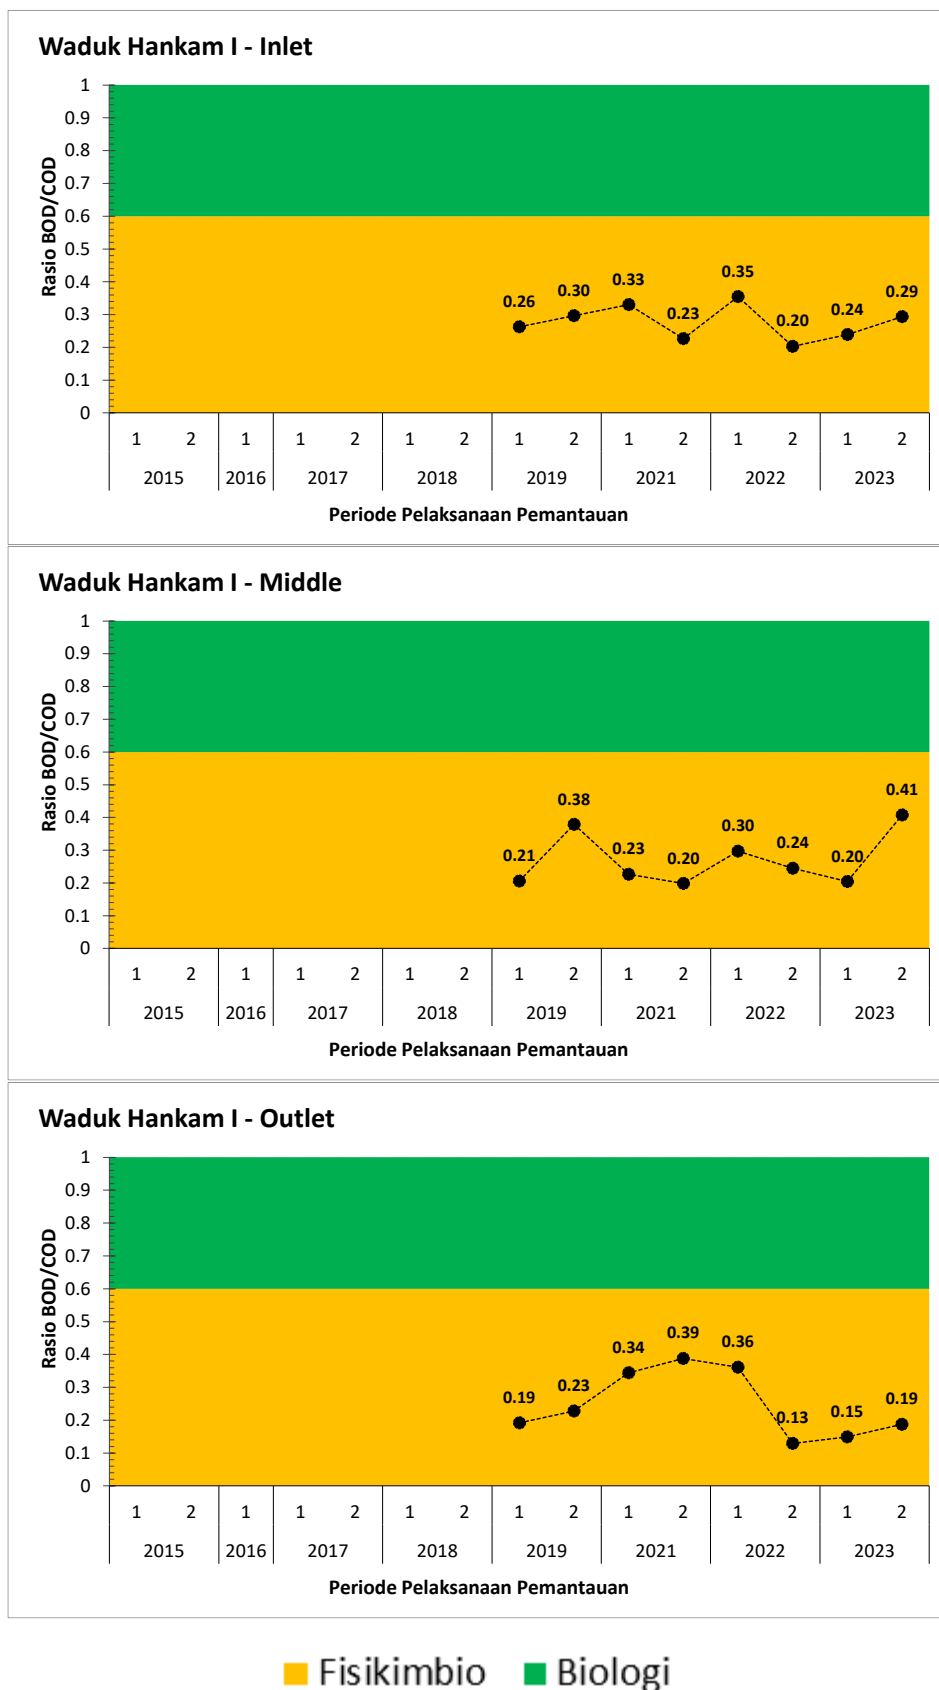 Waduk Hankam I - Inlet
Rasio BOD/COD
1
0.9
0.8
0.7
0.6
0.5
0.4
0.3
0.2
0.1
0
0.26 0.30 0.33 0.23 0.35 0.20 0.24 0.29
1 2 1 1 2 1 2 1 2 1 2 1 2 1 2
2015 2016 2017 2018 2019 2021 2022 2023
Periode Pelaksanaan Pemantauan
Waduk Hankam I - Middle
Rasio BOD/COD
1
0.9
0.8
0.7
0.6
0.5
0.4
0.3
0.2
0.1
0
0.21 0.38 0.23 0.20 0.30 0.24 0.20 0.41
1 2 1 1 2 1 2 1 2 1 2 1 2 1 2
2015 2016 2017 2018 2019 2021 2022 2023
Periode Pelaksanaan Pemantauan
Waduk Hankam I - Outlet
Rasio BOD/COD
1
0.9
0.8
0.7
0.6
0.5
0.4
0.3
0.2
0.1
0
0.19 0.23 0.34 0.39 0.36 0.13 0.15 0.19
1 2 1 1 2 1 2 1 2 1 2 1 2 1 2
2015 2016 2017 2018 2019 2021 2022 2023
Periode Pelaksanaan Pemantauan
Fisikimbio Biologi